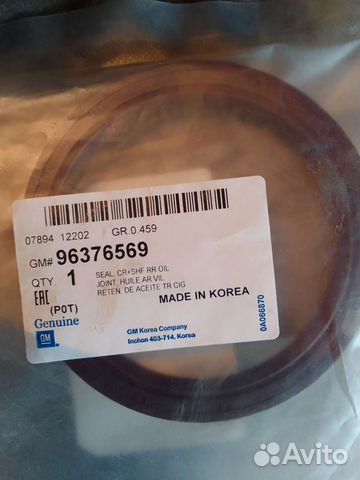 07894 12202 GR.0.459
GM# 96376569
QTY 1
SEAL, CR+SHF RR OIL
JOINT, HUILE AR VIL
RETEN. DE ACEITE TR CIG
EAC
(POT)
MADE IN KOREA
Genuine
GM
GM Korea Company
Inchon 403-714, Korea
0A066870
Avito